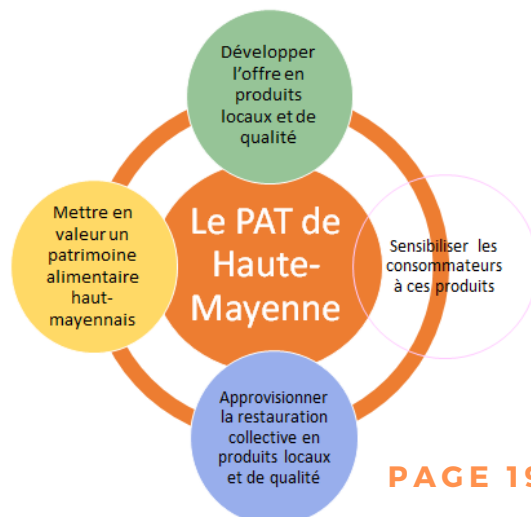 Développer
l'offre en
produits
locaux et de
qualité
Mettre en
valeur un
patrimoine
alimentaire
haut-
mayennais
Le PAT de
Haute-
Mayenne
Sensibiliser les
consommateurs
à ces produits
Approvisionner
la restauration
collective en
produits locaux
et de qualité
PAGE 19